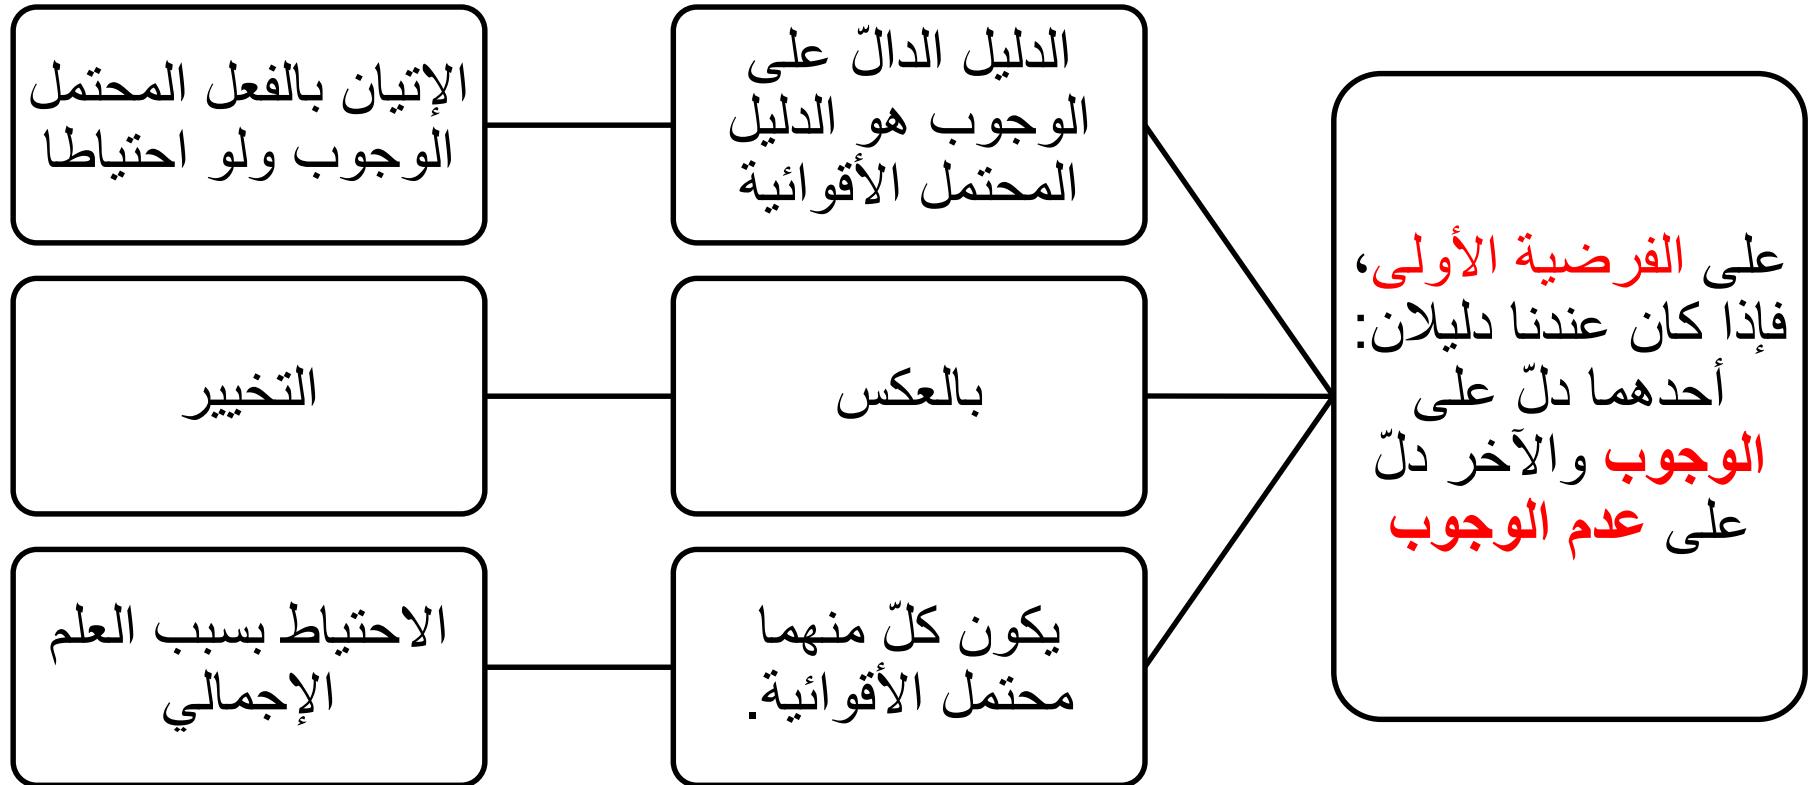 على الفرضية الأولى،
فإذا كان عندنا دليلان:
أحدهما دلّ على
الوجوب والآخر دلّ
على عدم الوجوب
الدليل الدالّ على
الوجوب هو الدليل
المحتمل الأقوائية
الإتيان بالفعل المحتمل
الوجوب ولو احتياطا
بالعكس
التخيير
يكون كلّ منهما
محتمل الأقوائية.
الاحتياط بسبب العلم
الإجمالي